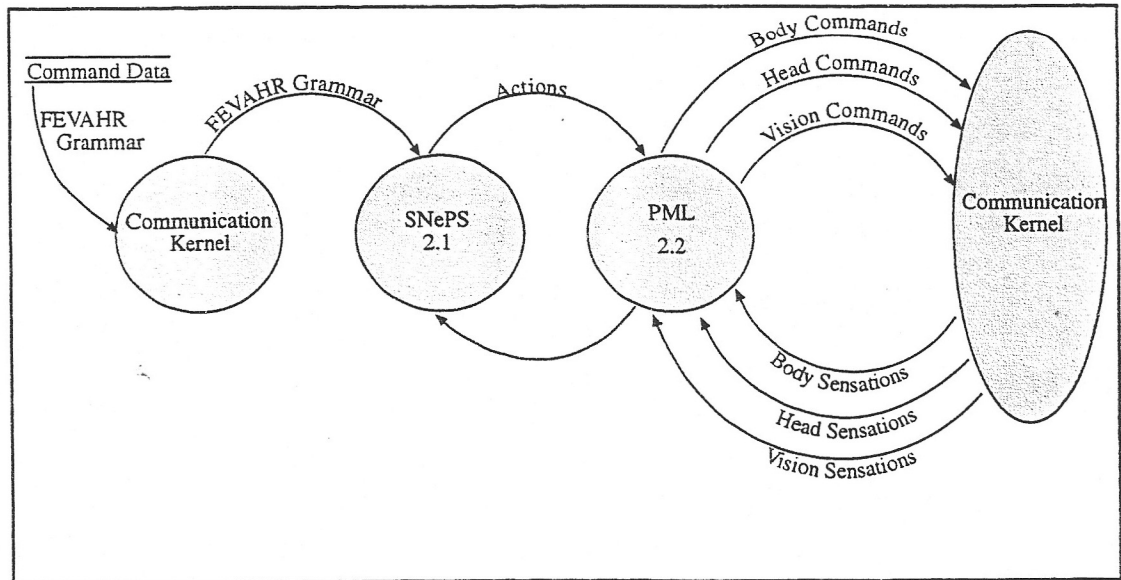 Command Data
FEVAHR
Grammar
FEVAHR Grammar
Communication
Kernel
Actions
SNePS
2.1
PML
2.2
Body Commands
Head Commands
Vision Commands
Communication
Kernel
Body Sensations
Head Sensations
Vision Sensations